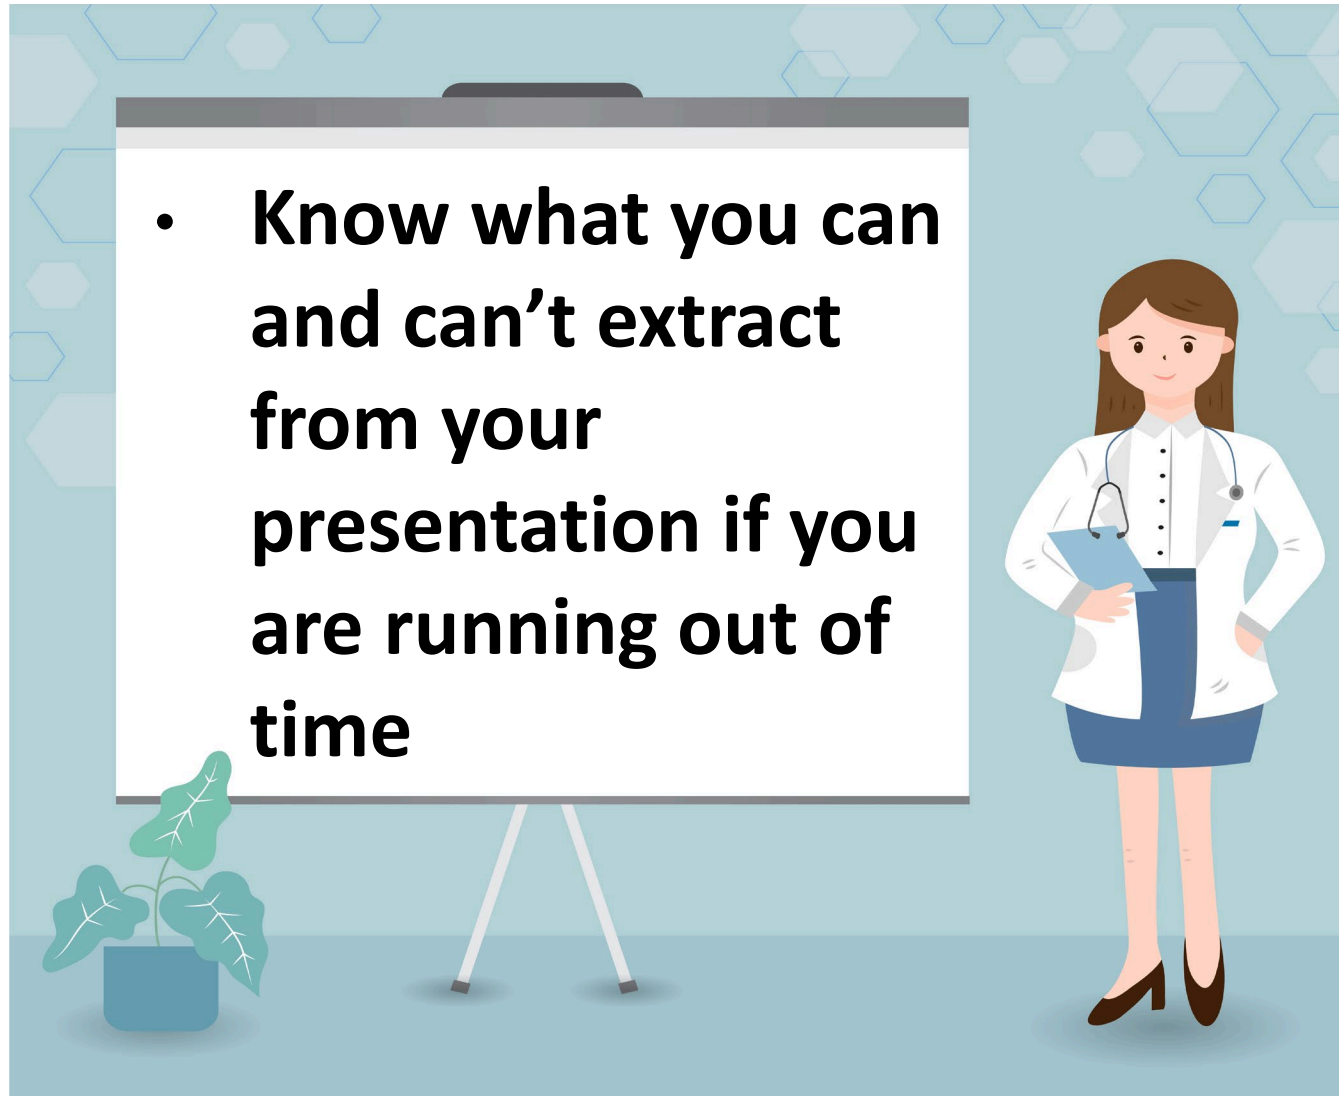 • Know what you can
and can’t extract
from your
presentation if you
are running out of
time